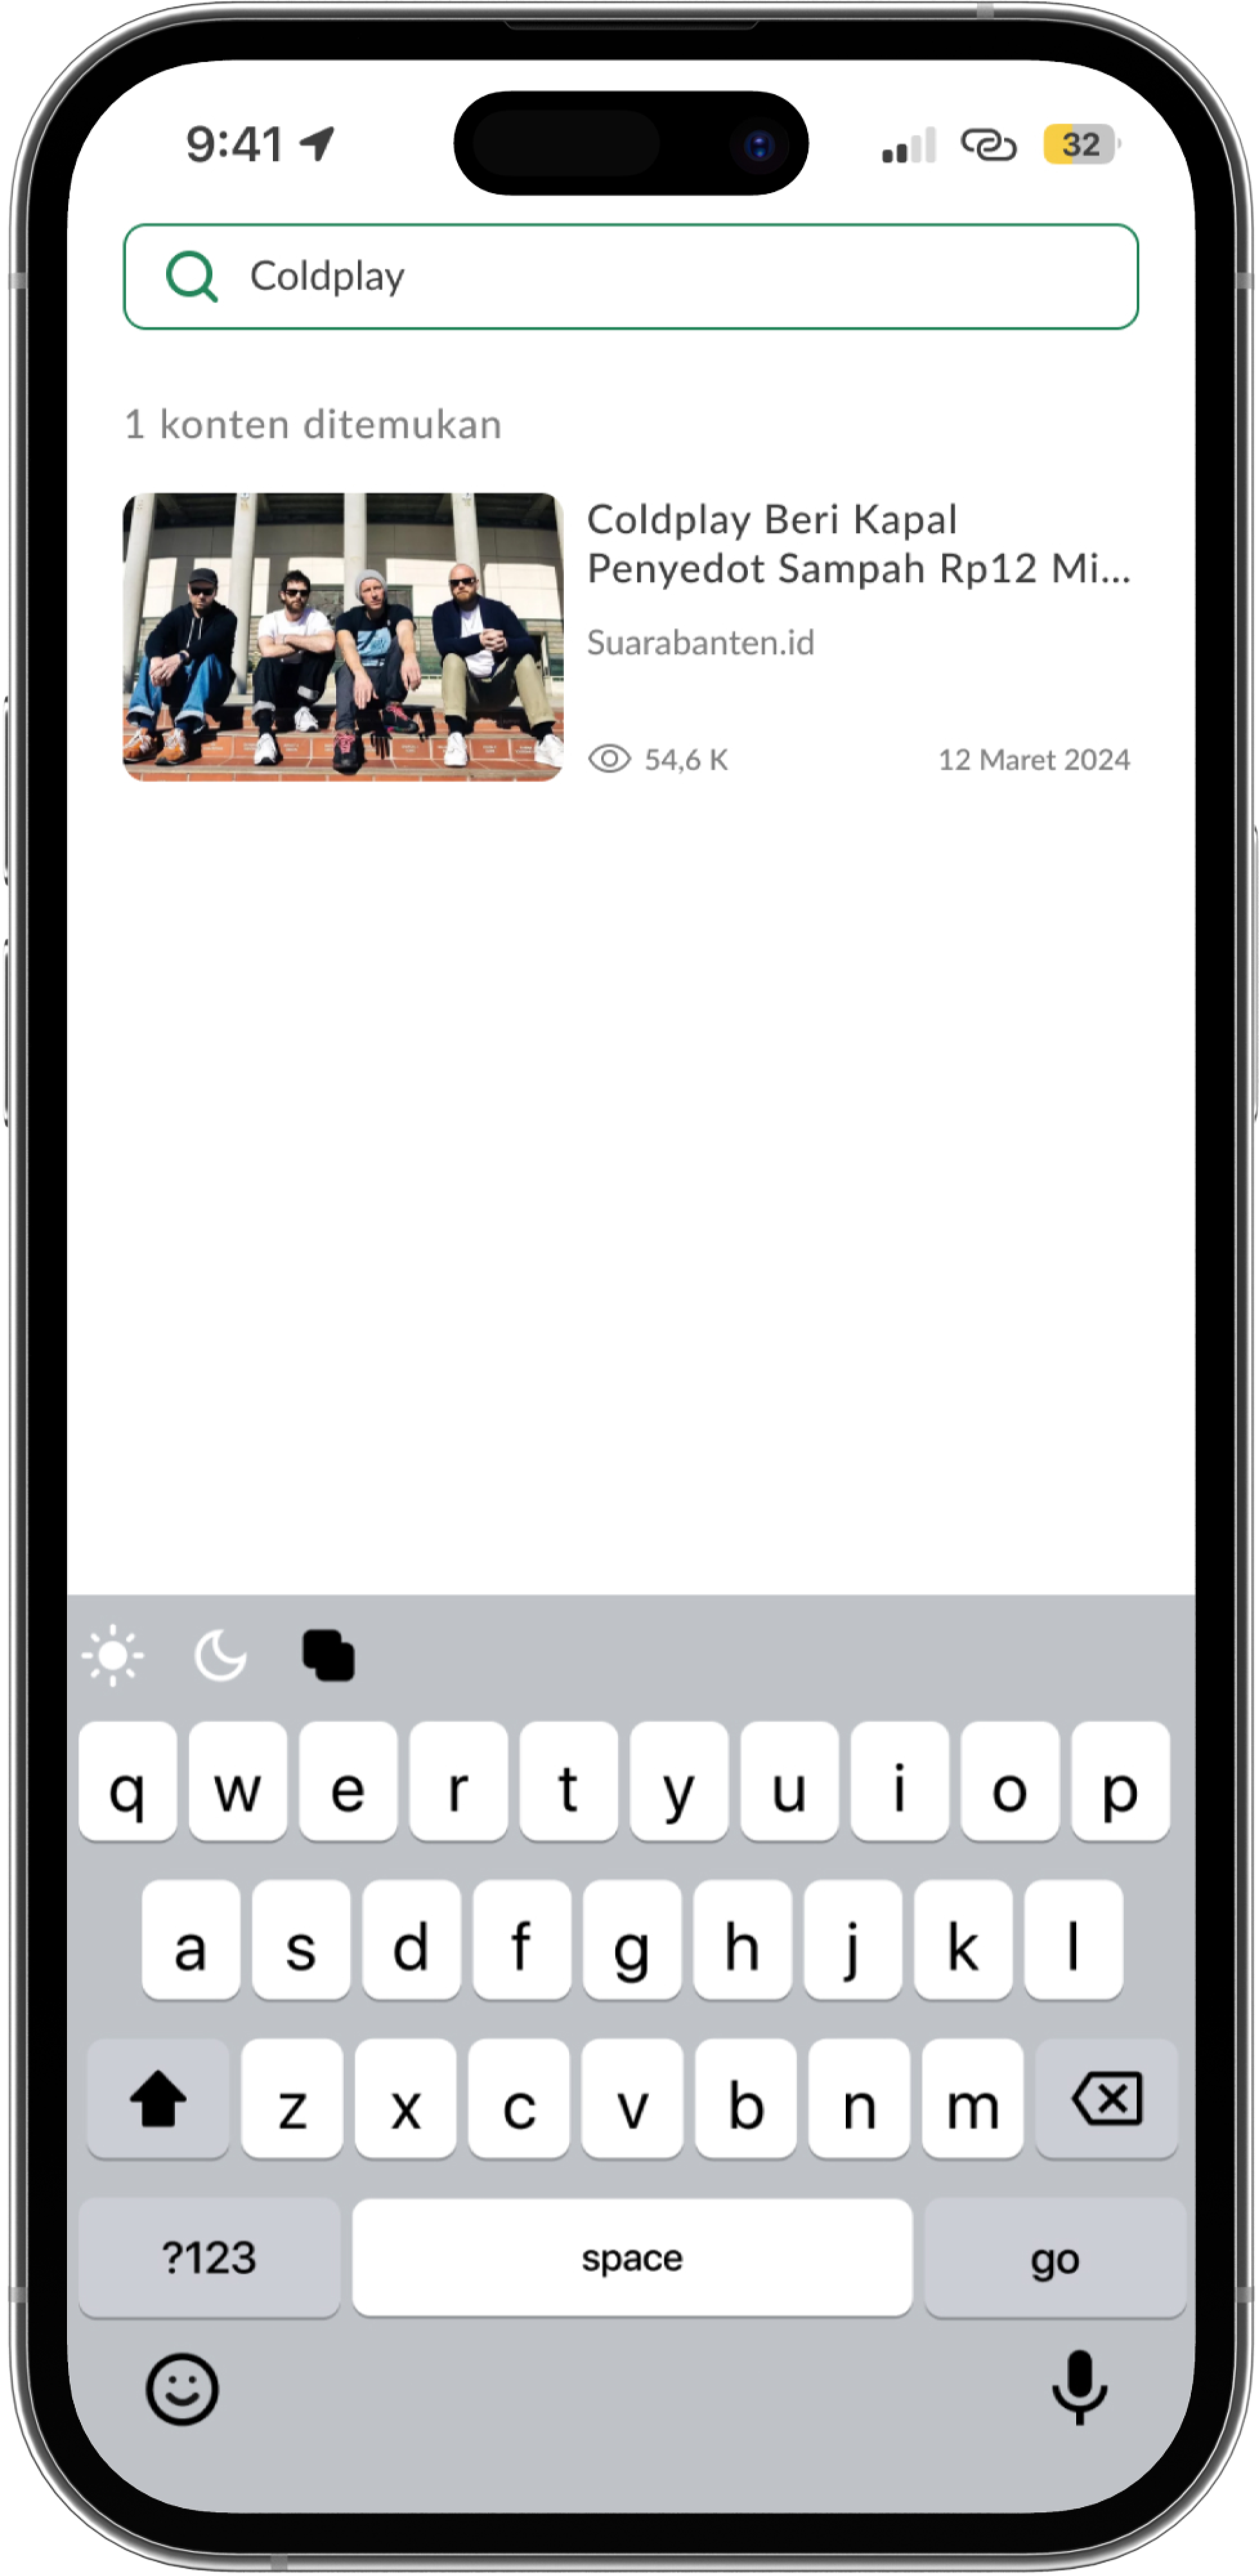 9:41
32
Coldplay
1 konten ditemukan
Coldplay Beri Kapal
Penyedot Sampah Rp12 Mi...
Suarabanten.id
54,6 K
12 Maret 2024
q w e r t y u i o p
a s d f g h j k l
z x c v b n m
?123 space go